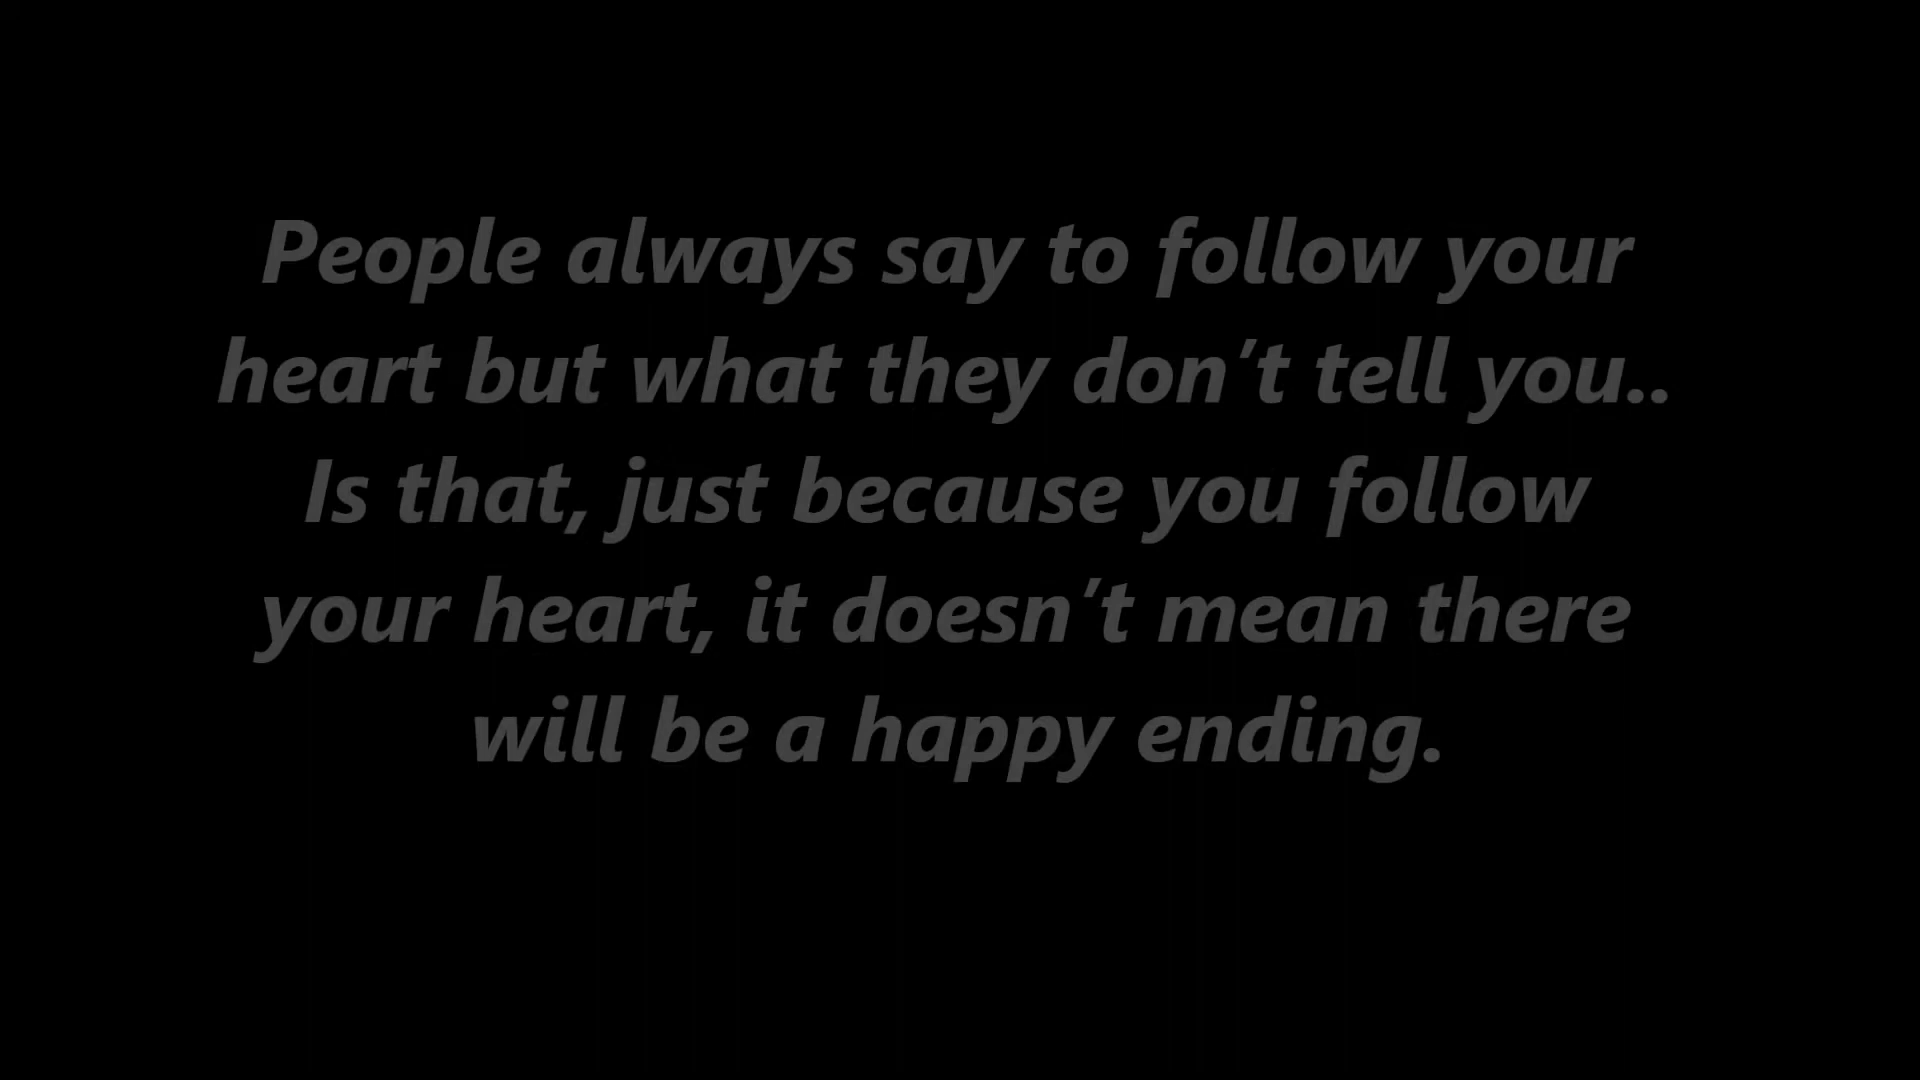 People always say to follow your
heart but what they don’t tell you..
Is that, just because you follow
your heart, it doesn’t mean there
will be a happy ending.